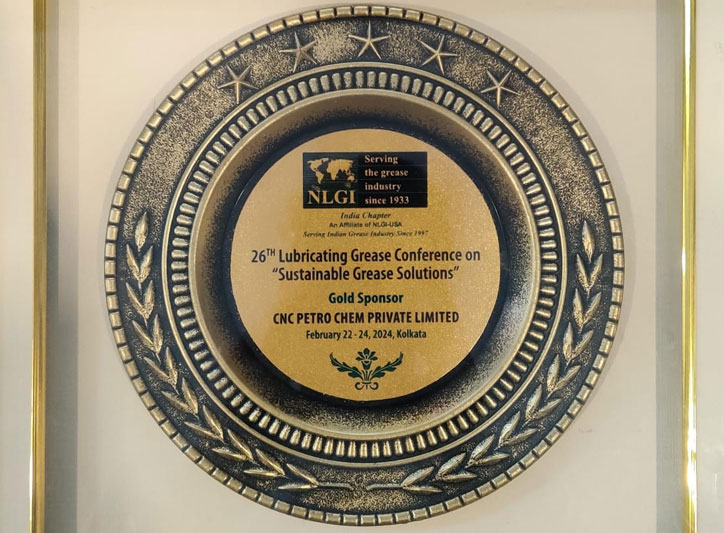 NLGI
Serving
the grease
industry
since 1933
India Chapter
An Affiliate of NLGI-USA
Serving Indian Grease Industry Since 1997
26TH Lubricating Grease Conference on
“Sustainable Grease Solutions”
Gold Sponsor
CNC PETRO CHEM PRIVATE LIMITED
February 22 - 24, 2024, Kolkata